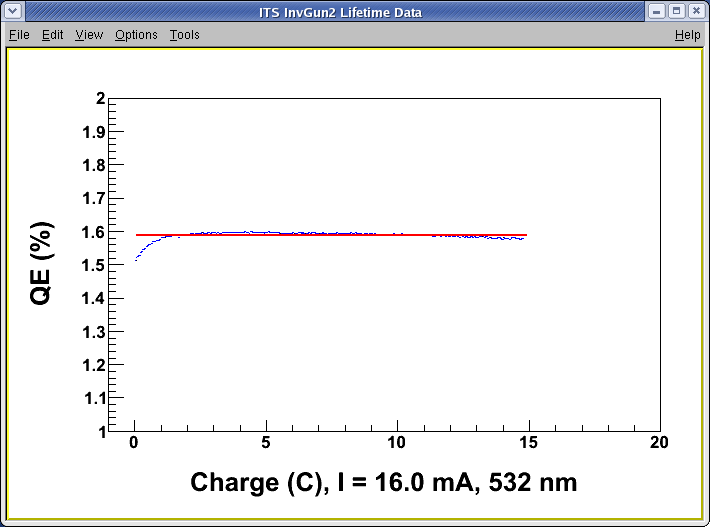 ITS InvGun2 Lifetime Data
File Edit View Options Tools Help
2
1.9
1.8
1.7
1.6
1.5
1.4
1.3
1.2
1.1
1
QE (%)
0 5 10 15 20
Charge (C), I = 16.0 mA, 532 nm